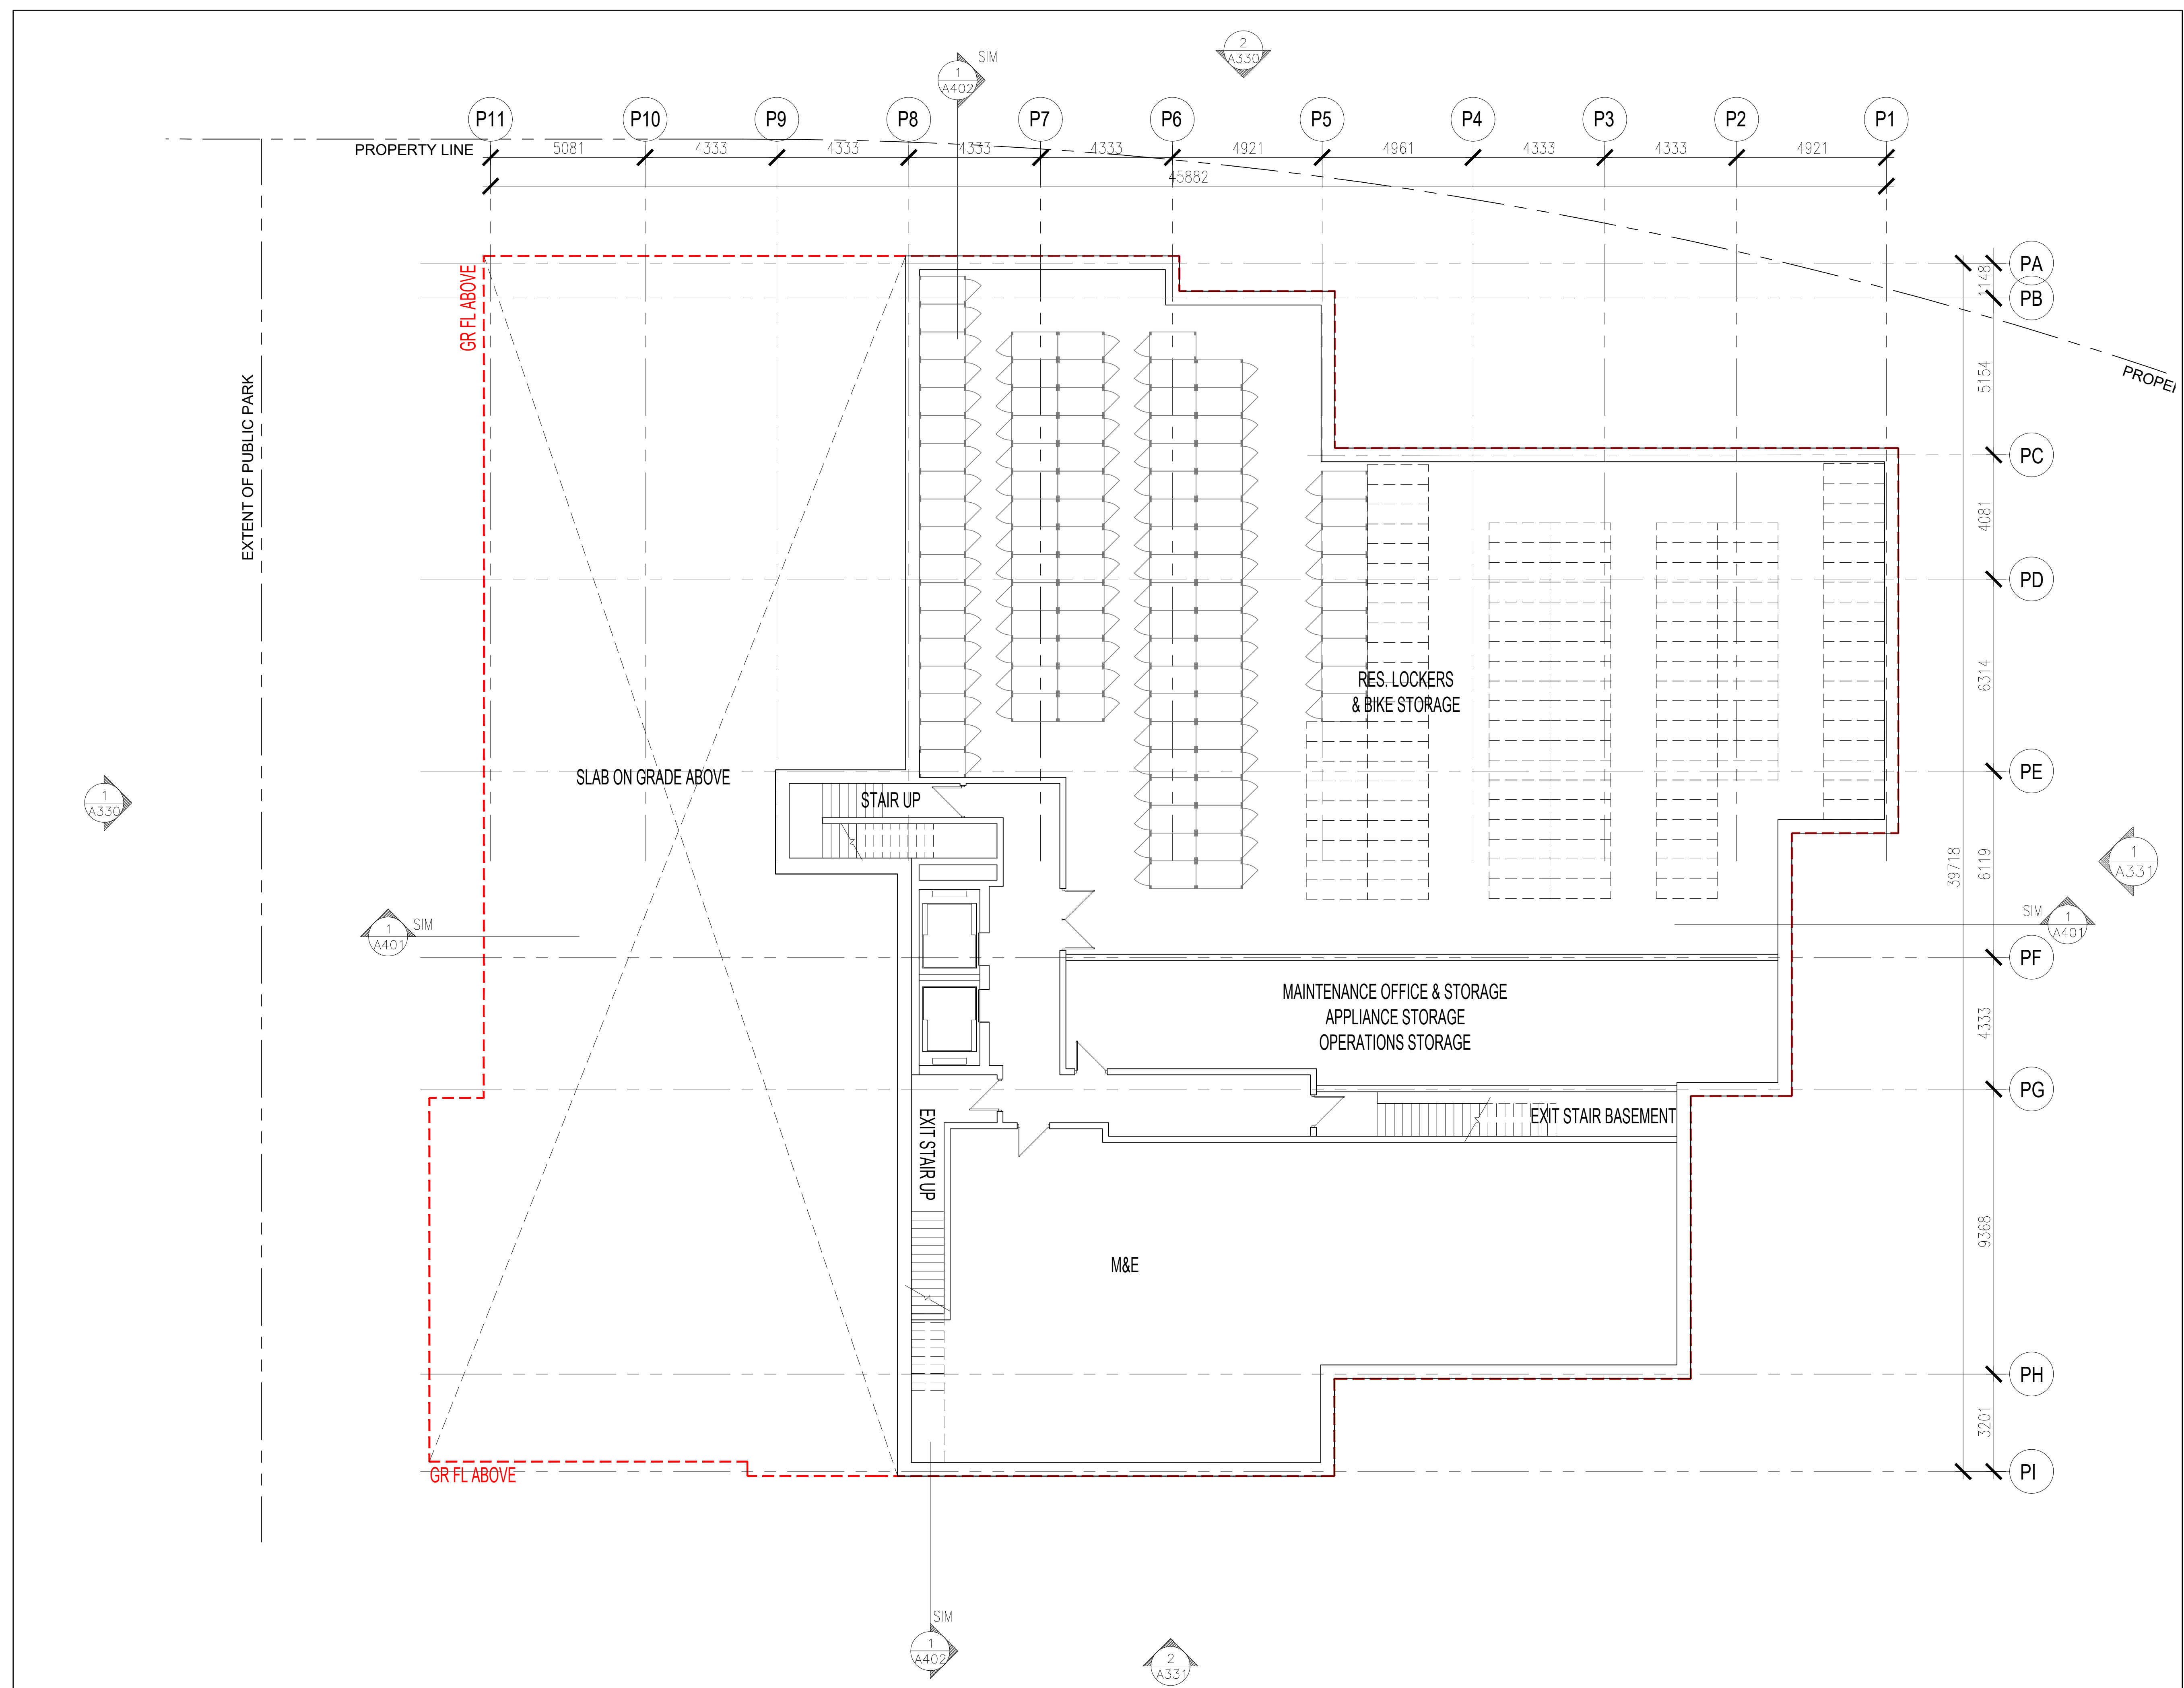 2
A330
1
A402
SIM
P11
P10
P9
P8
P7
P6
P5
P4
P3
P2
P1
PROPERTY LINE
5081
4333
4333
4333
4333
4921
4961
4333
4333
4921
45882
PA
1148
PB
GR FL ABOVE
5154
EXTENT OF PUBLIC PARK
PROPE
PC
4081
PD
6314
RES. LOCKERS
& BIKE STORAGE
PE
SLAB ON GRADE ABOVE
STAIR UP
1
A330
39718
6119
1
A331
1
A401
SIM
SIM
1
A401
PF
MAINTENANCE OFFICE & STORAGE
APPLIANCE STORAGE
OPERATIONS STORAGE
4333
PG
EXIT STAIR BASEMENT
EXIT STAIR UP
9368
M&E
PH
3201
GR FL ABOVE
PI
SIM
1
A402
2
A331